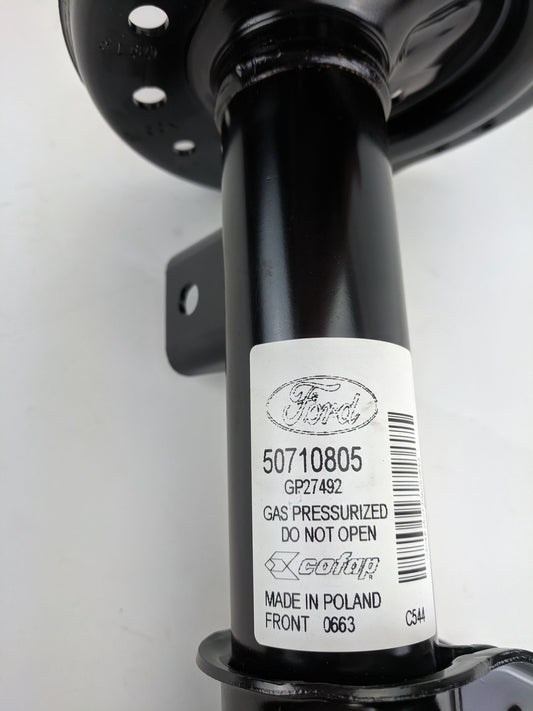 Ford
50710805
GP27492
GAS PRESSURIZED
DO NOT OPEN
cofap
R
MADE IN POLAND
FRONT 0663 C544